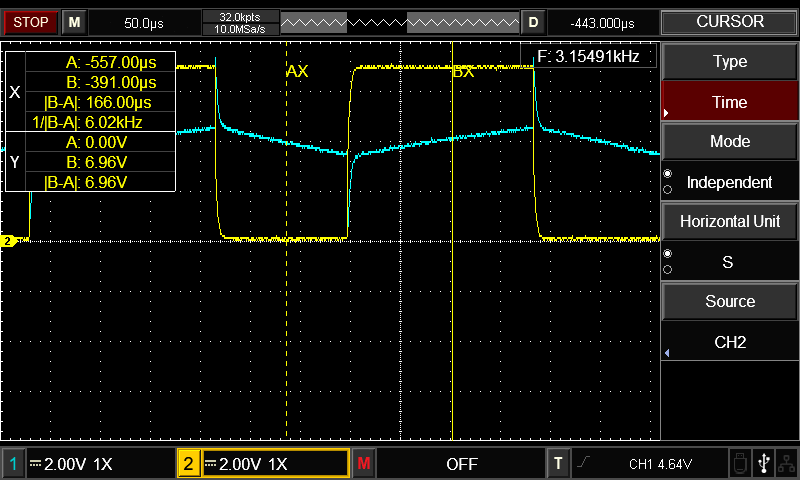 STOP M 50.0µs 32.0kpts D -443.000µs CURSOR
10.0MSa/s
F: 3.15491kHz
X
A: -557.00µs
B: -391.00µs
|B-A|: 166.00µs
1/|B-A|: 6.02kHz
Y
A: 0.00V
B: 6.96V
|B-A|: 6.96V
AX
BX
2
Type
Time
Mode
Independent
Horizontal Unit
S
Source
CH2
1 2.00V 1X 2 2.00V 1X M OFF T CH1 4.64V